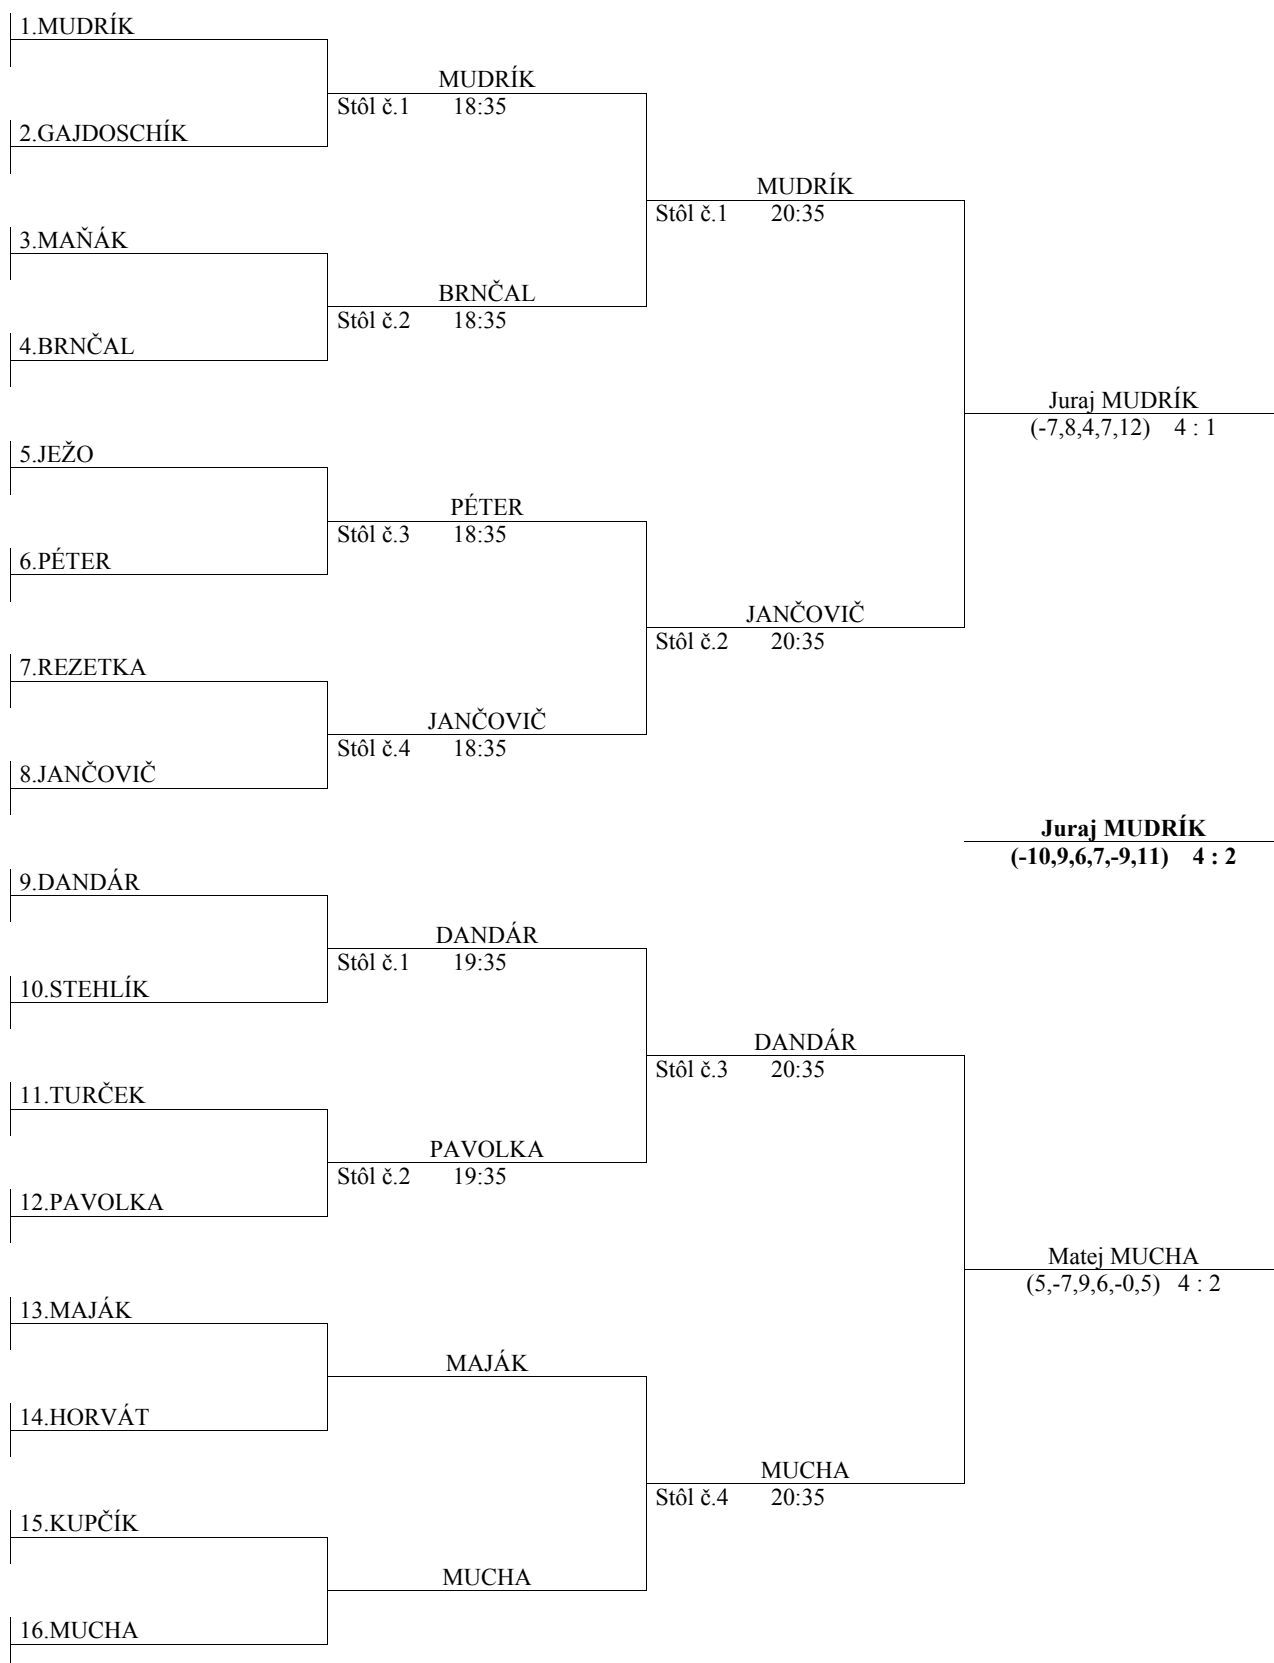 1.MUDRÍK
MUDRÍK
Stôl č.1 18:35
2.GAJDOSCHÍK
MUDRÍK
Stôl č.1 20:35
3.MAŇÁK
BRNČAL
Stôl č.2 18:35
4.BRNČAL
Juraj MUDRÍK
(-7,8,4,7,12) 4 : 1
5.JEŽO
PÉTER
Stôl č.3 18:35
6.PÉTER
JANČOVIČ
Stôl č.2 20:35
7.REZETKA
JANČOVIČ
Stôl č.4 18:35
8.JANČOVIČ
Juraj MUDRÍK
(-10,9,6,7,-9,11) 4 : 2
9.DANDÁR
DANDÁR
Stôl č.1 19:35
10.STEHLÍK
DANDÁR
Stôl č.3 20:35
11.TURČEK
PAVOLKA
Stôl č.2 19:35
12.PAVOLKA
Matej MUCHA
(5,-7,9,6,-0,5) 4 : 2
13.MAJÁK
MAJÁK
14.HORVÁT
MUCHA
Stôl č.4 20:35
15.KUPČÍK
MUCHA
16.MUCHA